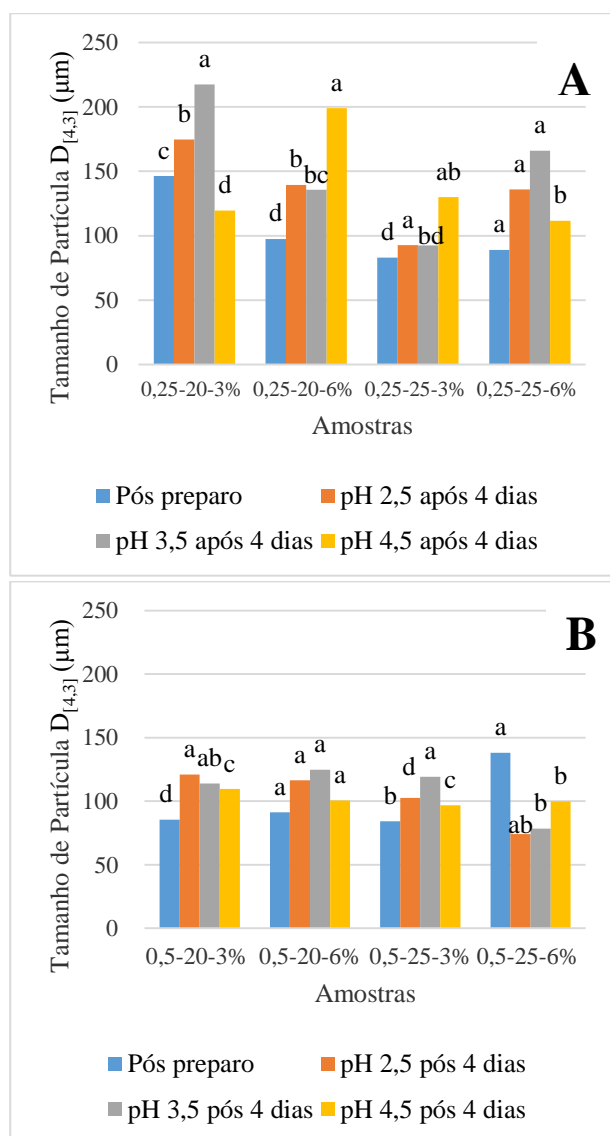 A
Tamanho de Partícula D[4,3] (µm)
250
200
150
100
50
0
c b a d
d b bc a
d a bd ab
a a a b
0,25-20-3% 0,25-20-6% 0,25-25-3% 0,25-25-6%
Amostras
Pós preparo pH 2,5 após 4 dias
pH 3,5 após 4 dias pH 4,5 após 4 dias
B
Tamanho de Partícula D[4,3] (µm)
250
200
150
100
50
0
d a ab c
a a a a
b d a c
a ab b b
0,5-20-3% 0,5-20-6% 0,5-25-3% 0,5-25-6%
Amostras
Pós preparo pH 2,5 pós 4 dias
pH 3,5 pós 4 dias pH 4,5 pós 4 dias